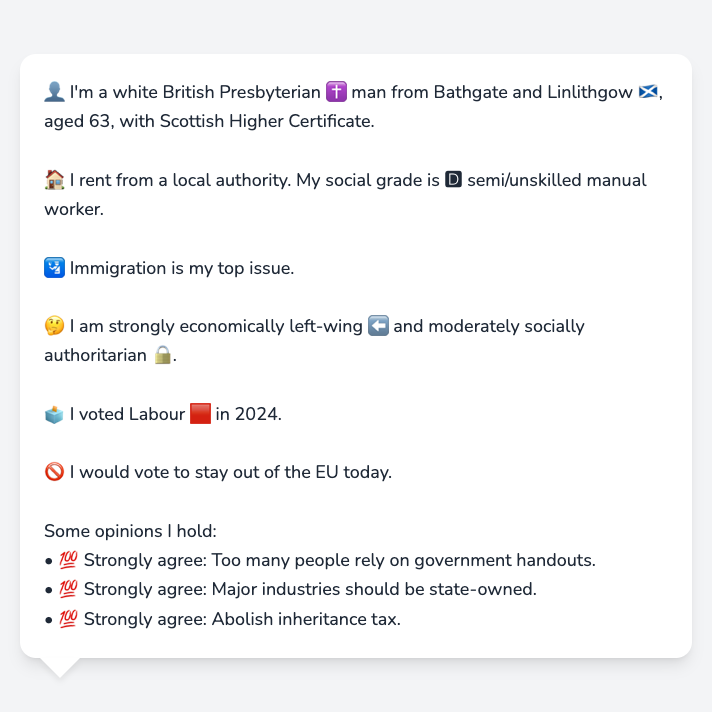 👤 I'm a white British Presbyterian ✝️ man from Bathgate and Linlithgow 🏴󠁧󠁢󠁳󠁣󠁴󠁿,
aged 63, with Scottish Higher Certificate.
🏠 I rent from a local authority. My social grade is 🅳 semi/unskilled manual
worker.
🛂 Immigration is my top issue.
🤔 I am strongly economically left-wing ⬅️ and moderately socially
authoritarian 🔒.
🗳️ I voted Labour 🟥 in 2024.
🚫 I would vote to stay out of the EU today.
Some opinions I hold:
• 💯 Strongly agree: Too many people rely on government handouts.
• 💯 Strongly agree: Major industries should be state-owned.
• 💯 Strongly agree: Abolish inheritance tax.